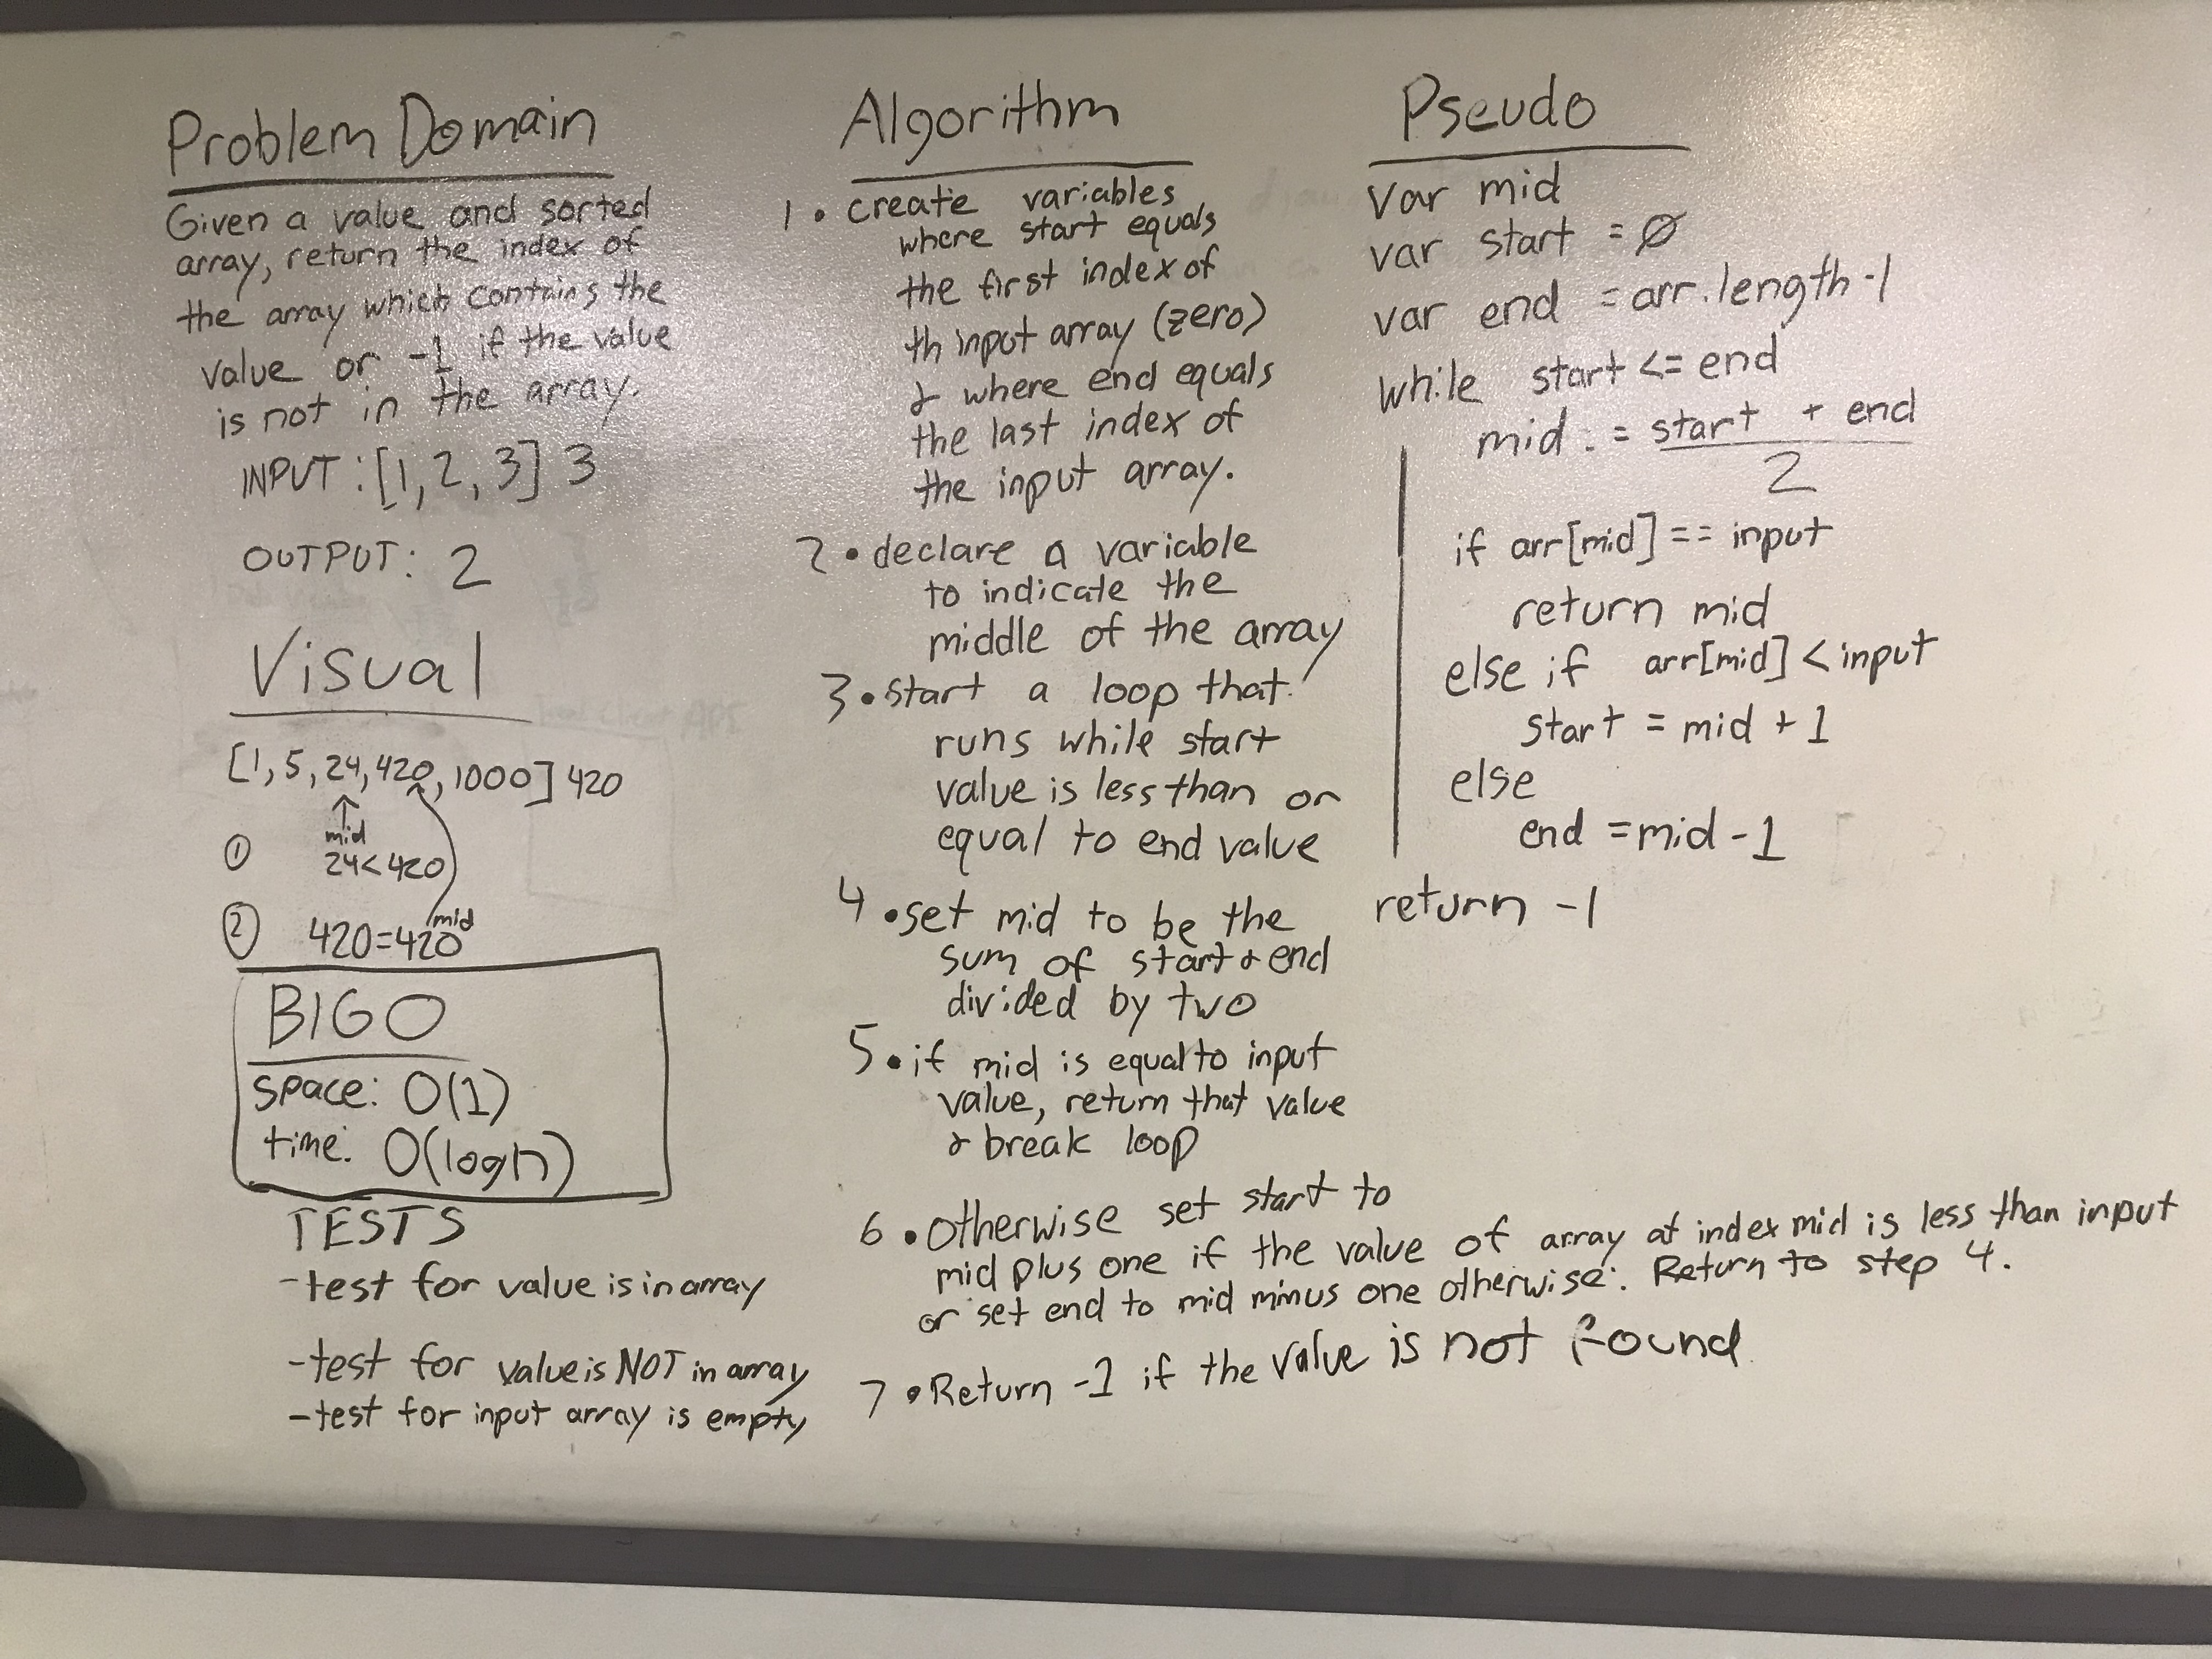 Problem Domain
Given a value and sorted
array, return the index of
the array which contains the
value or -1 if the value
is not in the array.
INPUT : [1, 2, 3] 3
OUTPUT: 2
Visual
[1, 5, 24, 420, 1000] 420
mid
① 24 < 420
mid
② 420=420
BIG O
space: O(1)
time: O(log n)
TESTS
-test for value is in array
-test for value is NOT in array
-test for input array is empty
Algorithm
1 • create variables
where start equals
the first index of
th input array (zero)
& where end equals
the last index of
the input array.
2 • declare a variable
to indicate the
middle of the array
3 • start a loop that
runs while start
value is less than or
equal to end value
4 • set mid to be the
sum of start & end
divided by two
5 • if mid is equal to input
value, return that value
& break loop
6 • Otherwise set start to
mid plus one if the value of array at index mid is less than input
or set end to mid minus one otherwise. Return to step 4.
7 • Return -1 if the value is not found.
Pseudo
var mid
var start = Ø
var end = arr.length -1
while start <= end
mid := start + end
2
if arr[mid] == input
return mid
else if arr[mid] < input
start = mid + 1
else
end = mid - 1
return -1